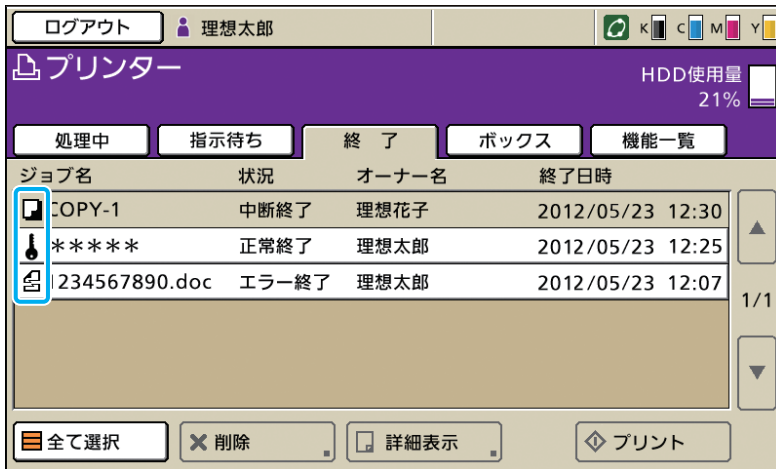 ログアウト 理想太郎 K C M Y
プリンター
HDD使用量
21%
処理中 指示待ち 終 了 ボックス 機能一覧
ジョブ名 状況 オーナー名 終了日時
COPY-1 中断終了 理想花子 2012/05/23 12:30
***** 正常終了 理想太郎 2012/05/23 12:25
1234567890.doc エラー終了 理想太郎 2012/05/23 12:07
1/1
全て選択 削除 詳細表示 プリント